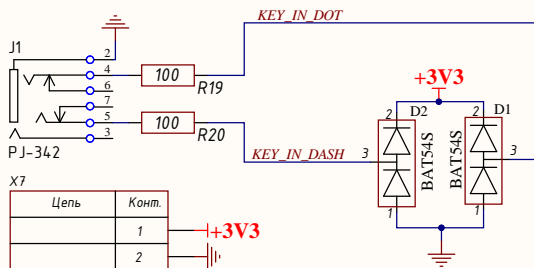 KEY_IN_DOT
J1
2
4
100
R19
6
7
5
100
R20
3
PJ-342
KEY_IN_DASH
+3V3
2
D2
2
D1
3
BAT54S
BAT54S
3
1
1
X7
Цепь
Конт.
1
+3V3
2